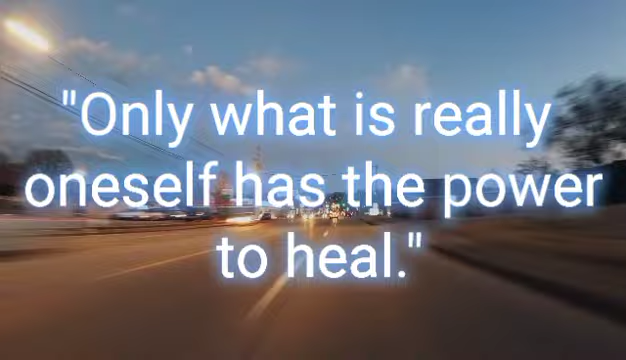 "Only what is really
oneself has the power
to heal."